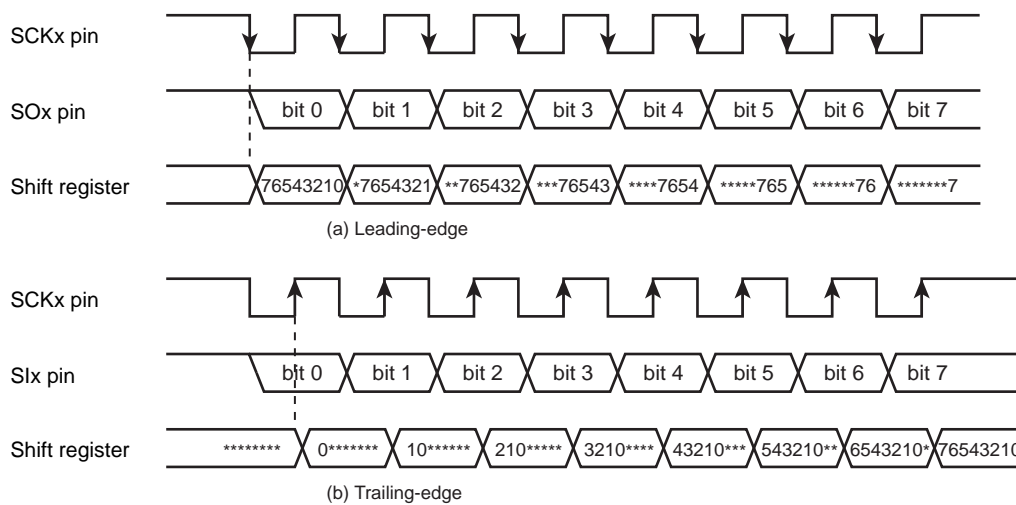 SCKx pin
SOx pin bit 0 bit 1 bit 2 bit 3 bit 4 bit 5 bit 6 bit 7
Shift register 76543210 *7654321 **765432 ***76543 ****7654 *****765 ******76 *******7
(a) Leading-edge
SCKx pin
SIx pin bit 0 bit 1 bit 2 bit 3 bit 4 bit 5 bit 6 bit 7
Shift register ******** 0******* 10****** 210***** 3210**** 43210*** 543210** 6543210* 76543210
(b) Trailing-edge